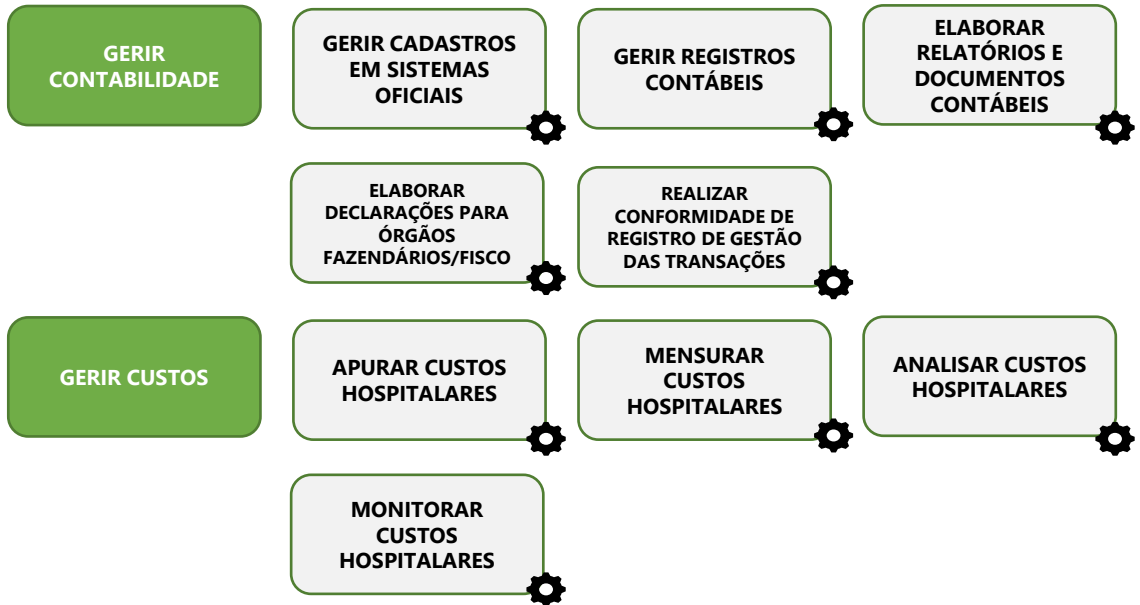 GERIR
CONTABILIDADE
GERIR CADASTROS
EM SISTEMAS
OFICIAIS
GERIR REGISTROS
CONTÁBEIS
ELABORAR
RELATÓRIOS E
DOCUMENTOS
CONTÁBEIS
ELABORAR
DECLARAÇÕES PARA
ÓRGÃOS
FAZENDÁRIOS/FISCO
REALIZAR
CONFORMIDADE DE
REGISTRO DE GESTÃO
DAS TRANSAÇÕES
GERIR CUSTOS
APURAR CUSTOS
HOSPITALARES
MENSURAR
CUSTOS
HOSPITALARES
ANALISAR CUSTOS
HOSPITALARES
MONITORAR
CUSTOS
HOSPITALARES